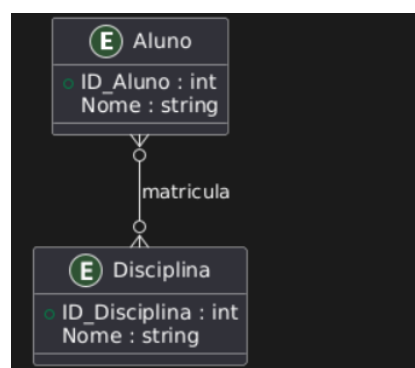 E Aluno
ID_Aluno : int
Nome : string
matricula
E Disciplina
ID_Disciplina : int
Nome : string